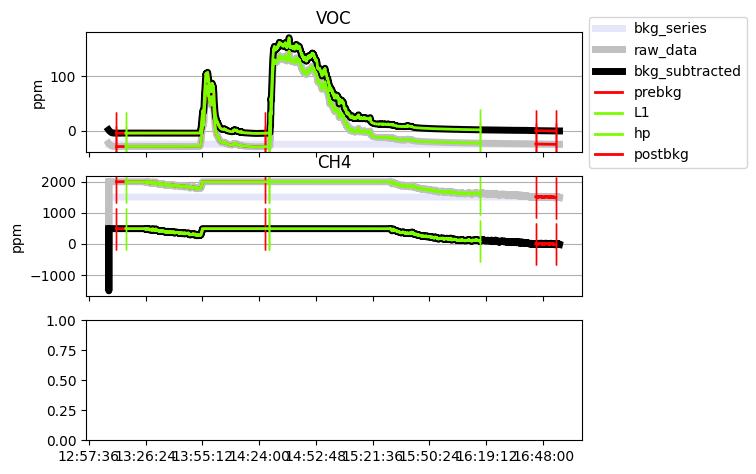 VOC
100
0
ppm
CH4
2000
1000
0
−1000
ppm
1.00
0.75
0.50
0.25
0.00
12:57:36 13:26:24 13:55:12 14:24:00 14:52:48 15:21:36 15:50:24 16:19:12 16:48:00
bkg_series
raw_data
bkg_subtracted
prebkg
L1
hp
postbkg